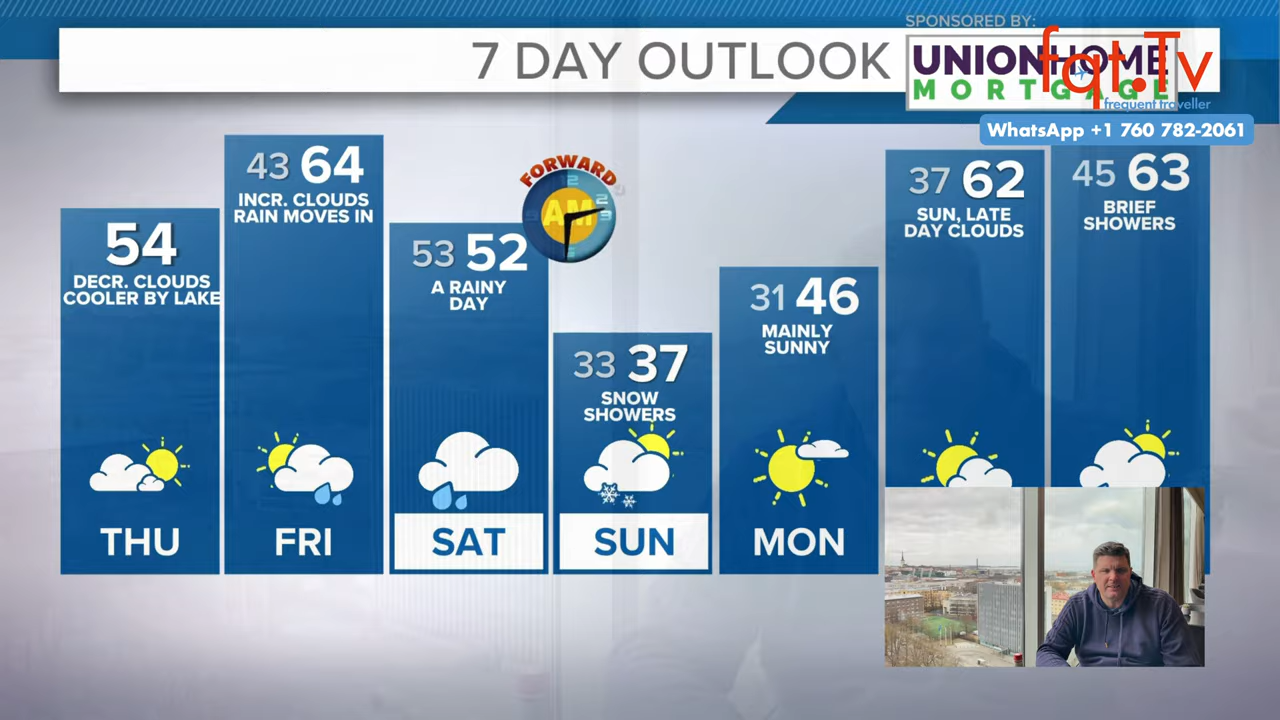 SPONSORED BY:
7 DAY OUTLOOK
UNIONHOME
MORTGAGE
fqt.Tv
frequent traveller
WhatsApp +1 760 782-2061
54
DECR. CLOUDS
COOLER BY LAKE
THU
43 64
INCR. CLOUDS
RAIN MOVES IN
FRI
53 52
A RAINY
DAY
SAT
FORWARD
AM
33 37
SNOW
SHOWERS
SUN
31 46
MAINLY
SUNNY
MON
37 62
SUN, LATE
DAY CLOUDS
45 63
BRIEF
SHOWERS